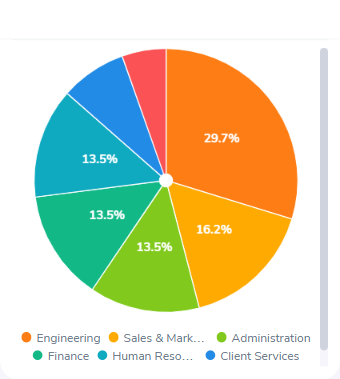 29.7%
13.5%
13.5%
16.2%
13.5%
Engineering Sales & Mark... Administration
Finance Human Reso... Client Services